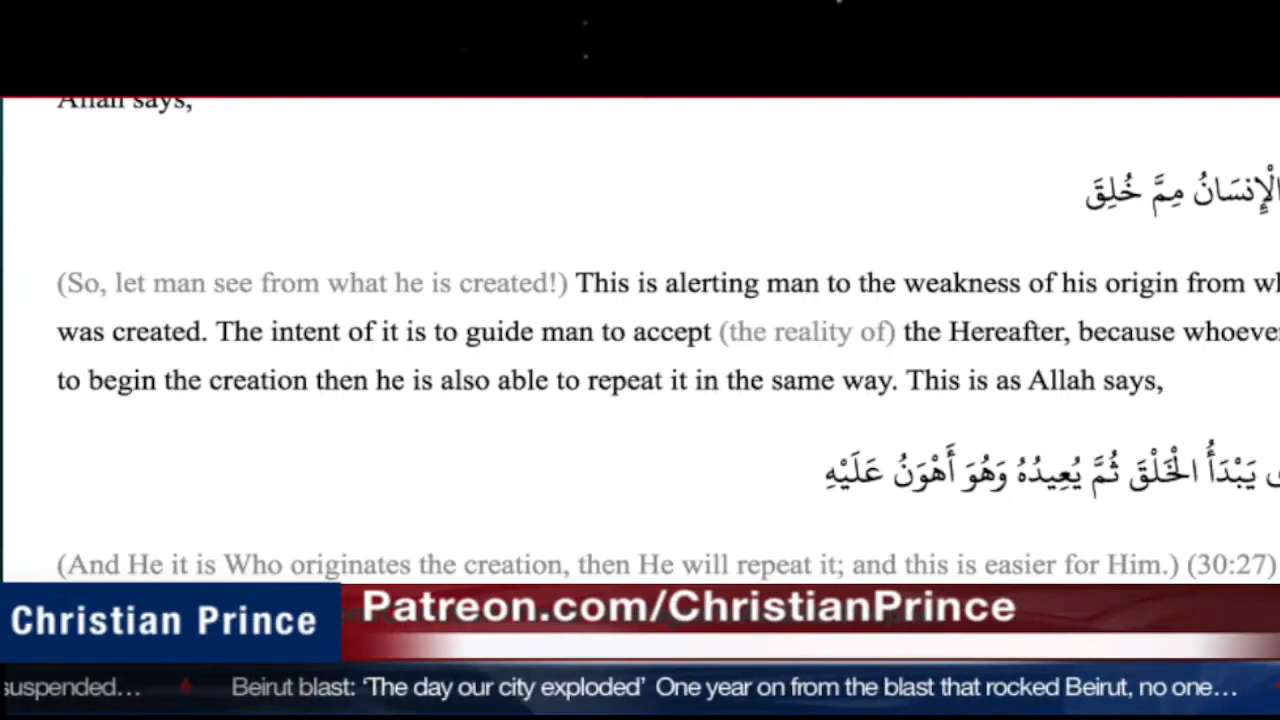 Allah says,
الْإِنسَانُ مِمَّ خُلِقَ
(So, let man see from what he is created!) This is alerting man to the weakness of his origin from
was created. The intent of it is to guide man to accept (the reality of) the Hereafter, because whoever
to begin the creation then he is also able to repeat it in the same way. This is as Allah says,
يَبْدَأُ الْخَلْقَ ثُمَّ يُعِيدُهُ وَهُوَ أَهْوَنُ عَلَيْهِ
(And He it is Who originates the creation, then He will repeat it; and this is easier for Him.) (30:27)
Christian Prince
Patreon.com/ChristianPrince
suspended... Beirut blast: ‘The day our city exploded’ One year on from the blast that rocked Beirut, no one...